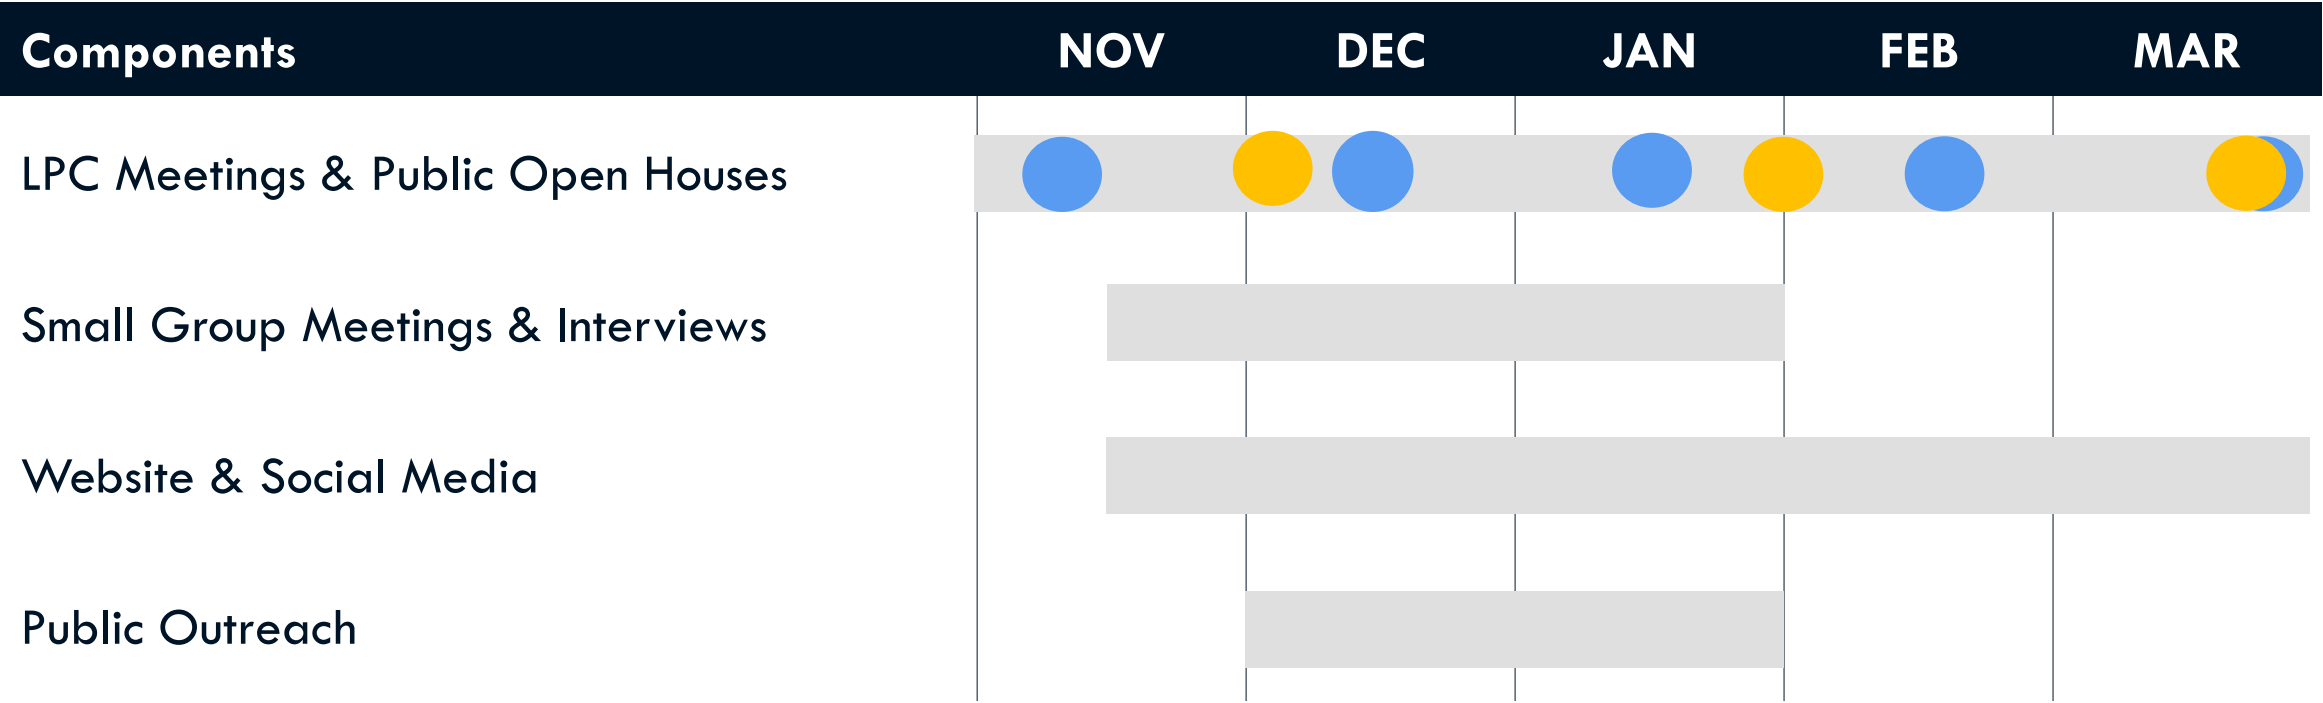 Components NOV DEC JAN FEB MAR
LPC Meetings & Public Open Houses
Small Group Meetings & Interviews
Website & Social Media
Public Outreach